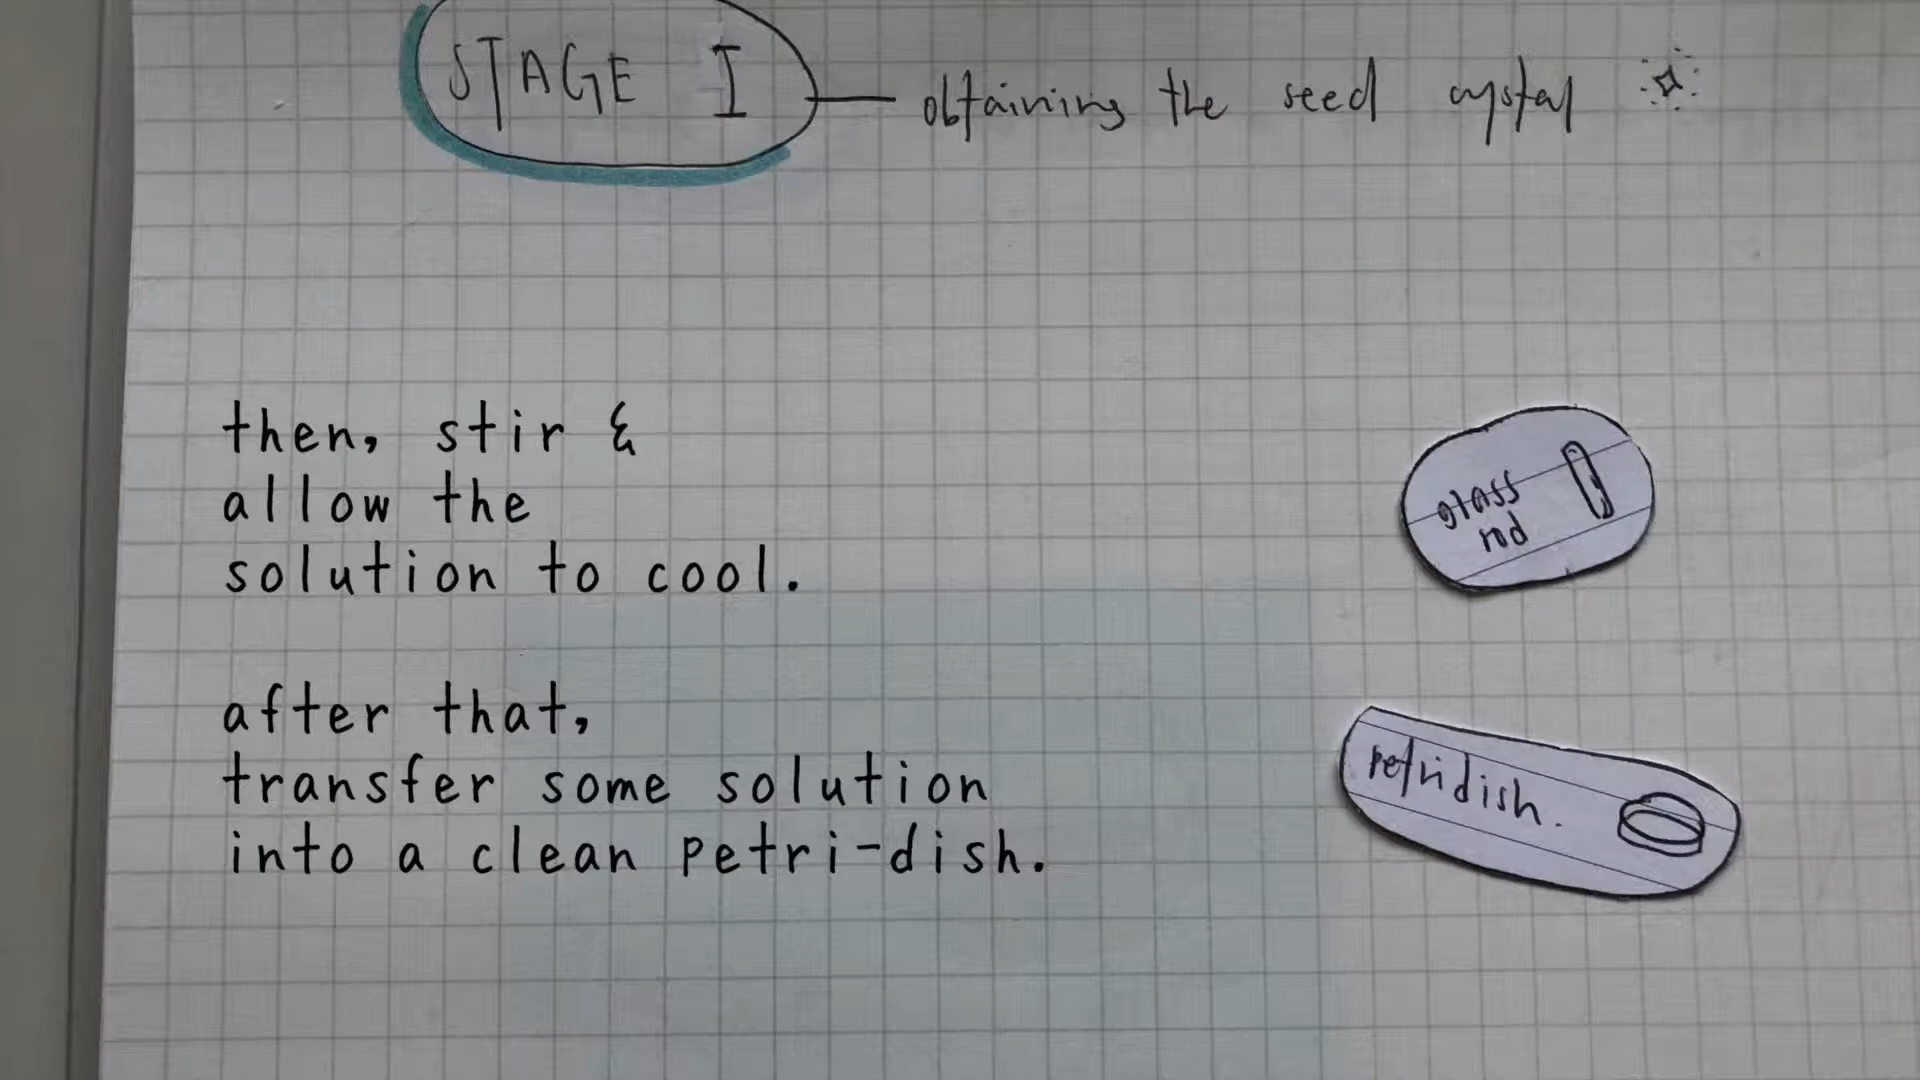 STAGE I — obtaining the seed crystal
then, stir &
allow the
solution to cool.
glass
rod
after that,
transfer some solution
into a clean petri-dish.
petridish.